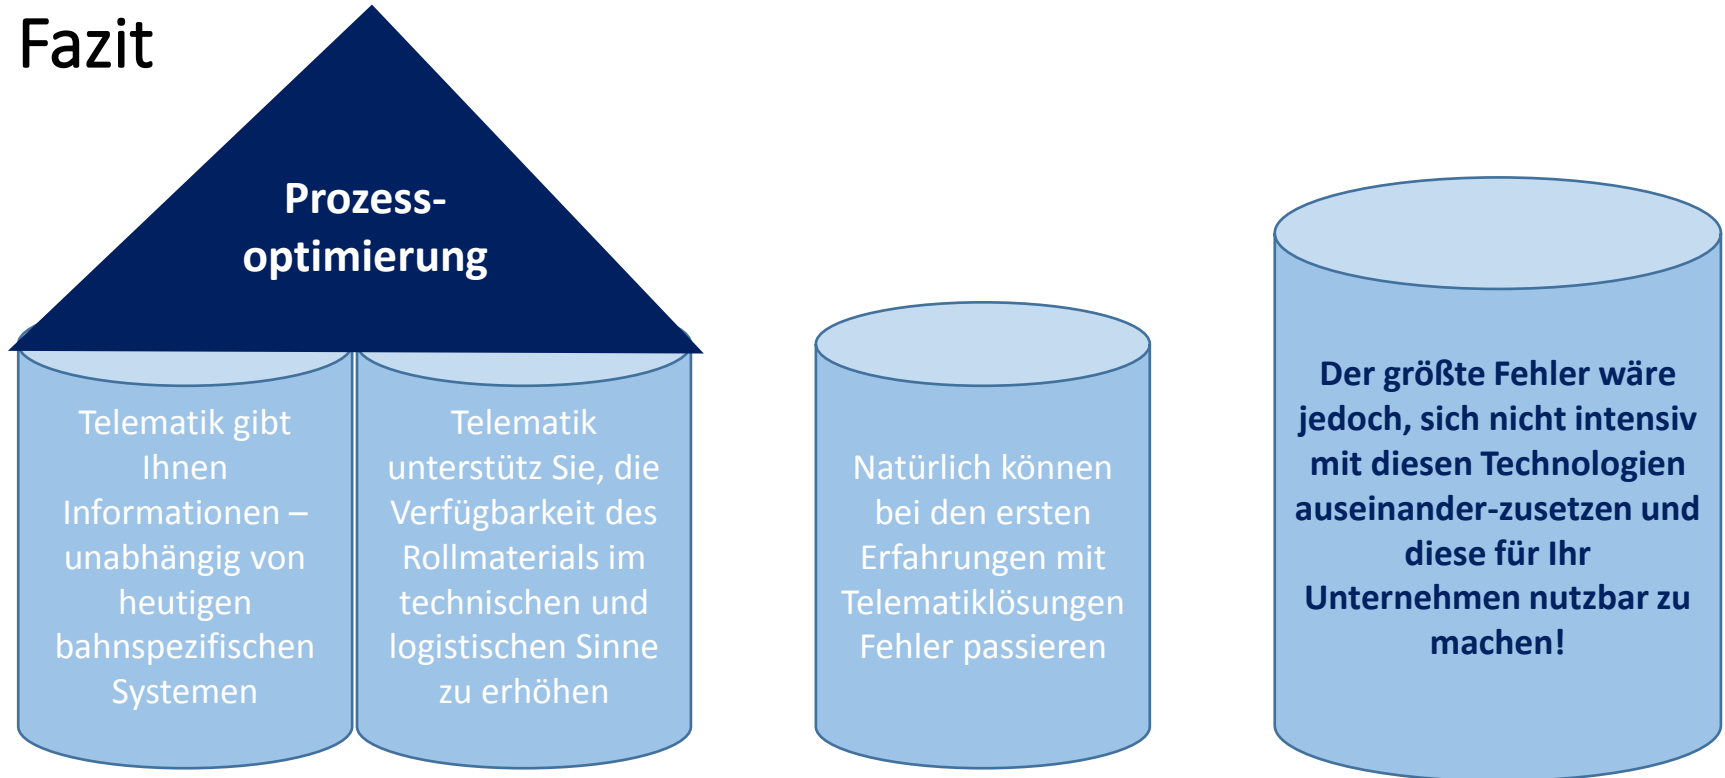 Fazit
Prozess-
optimierung
Telematik gibt
Ihnen
Informationen –
unabhängig von
heutigen
bahnspezifischen
Systemen
Telematik
unterstütz Sie, die
Verfügbarkeit des
Rollmaterials im
technischen und
logistischen Sinne
zu erhöhen
Natürlich können
bei den ersten
Erfahrungen mit
Telematiklösungen
Fehler passieren
Der größte Fehler wäre
jedoch, sich nicht intensiv
mit diesen Technologien
auseinander-zusetzen und
diese für Ihr
Unternehmen nutzbar zu
machen!